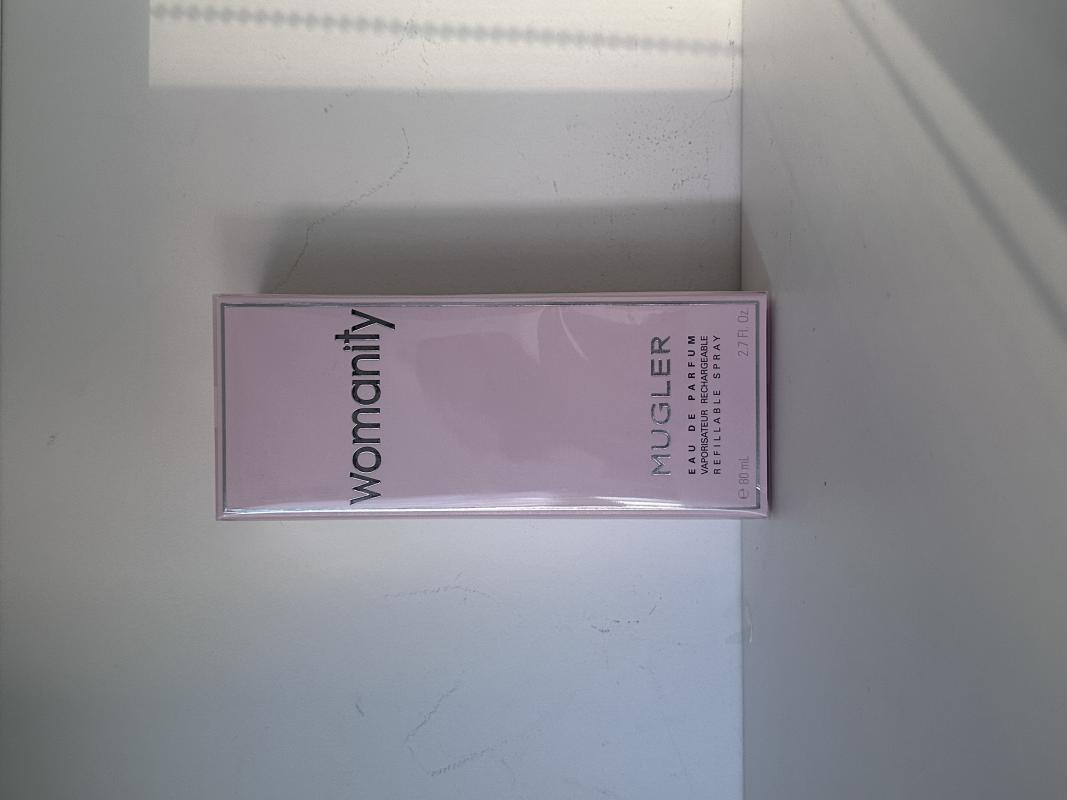 womanity
MUGLER
EAU DE PARFUM
VAPORISATEUR RECHARGEABLE
REFILLABLE SPRAY
℮ 80 mL 2.7 Fl. Oz